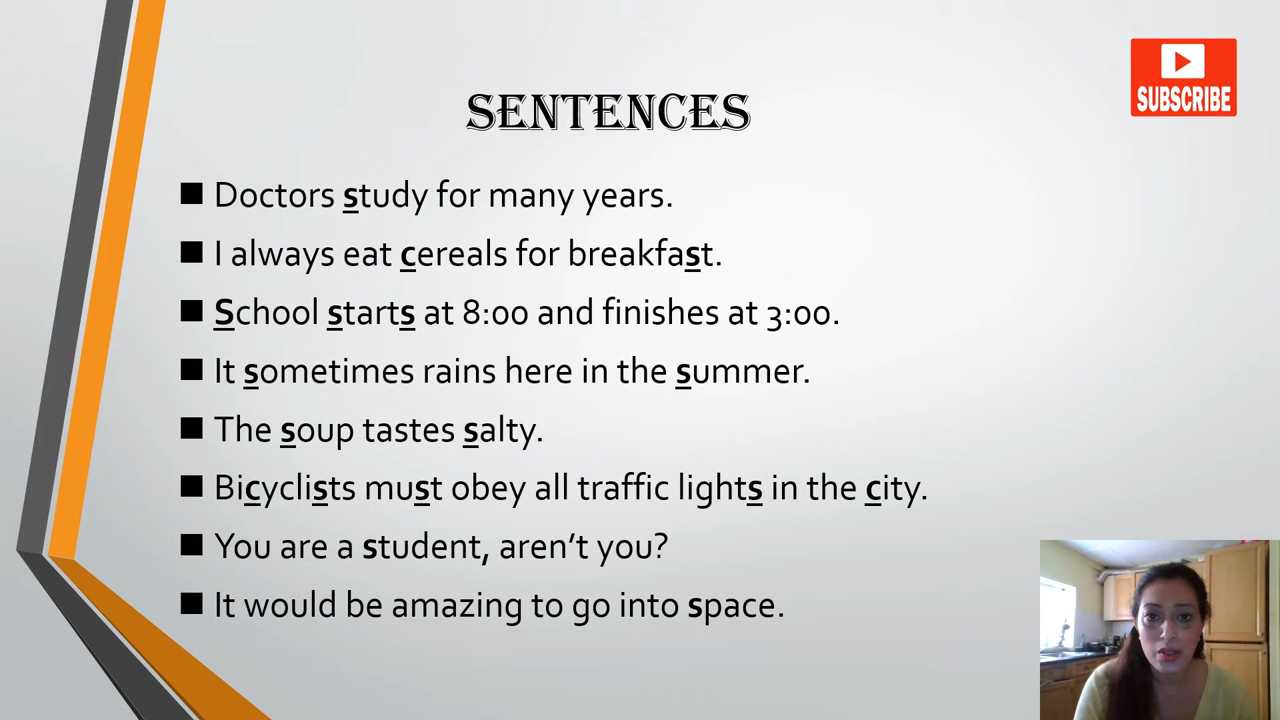 SENTENCES
SUBSCRIBE
Doctors study for many years.
I always eat cereals for breakfast.
School starts at 8:00 and finishes at 3:00.
It sometimes rains here in the summer.
The soup tastes salty.
Bicyclists must obey all traffic lights in the city.
You are a student, aren’t you?
It would be amazing to go into space.